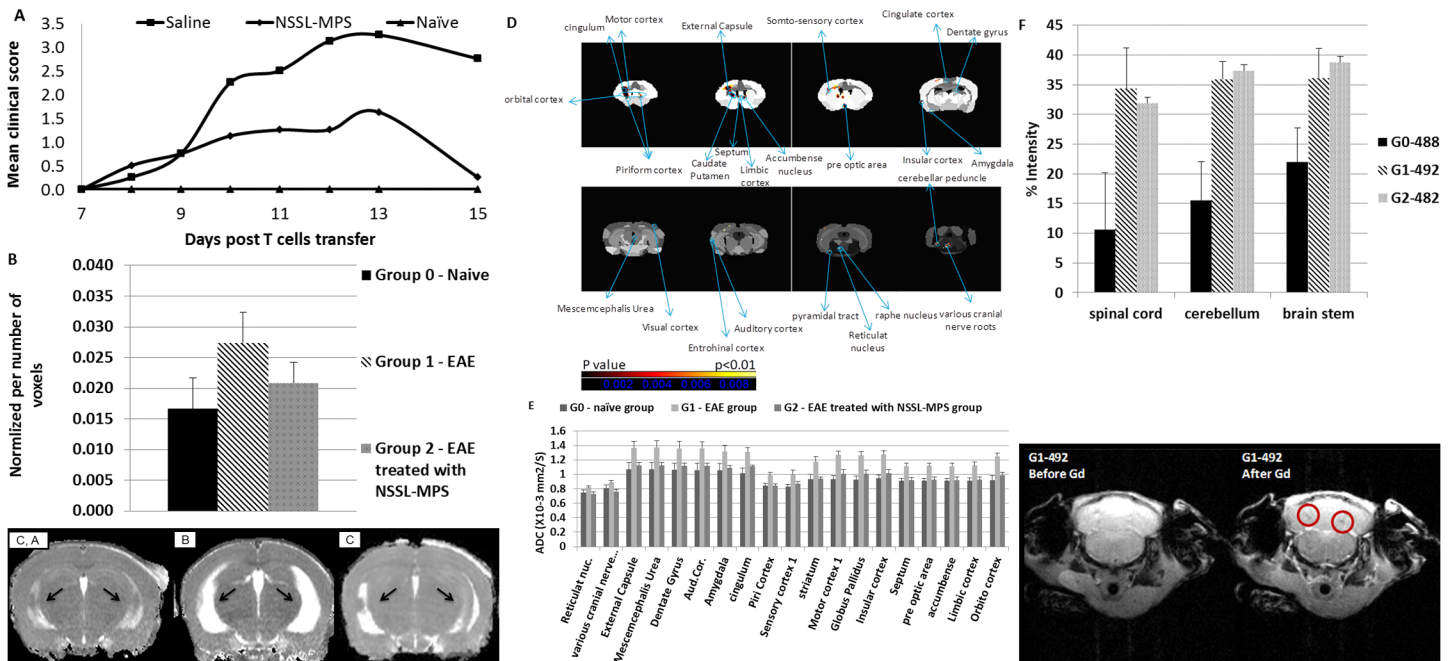 A
Saline
NSSL-MPS
Naïve
Mean clinical score
3.5
3.0
2.5
2.0
1.5
1.0
0.5
0.0
7
9
11
13
15
Days post T cells transfer
B
Normlized per number of
voxels
0.040
0.035
0.030
0.025
0.020
0.015
0.010
0.005
0.000
Group 0 - Naive
Group 1 - EAE
Group 2 - EAE
treated with
NSSL-MPS
C, A
B
C
D
Motor cortex
cingulum
External Capsule
Somto-sensory cortex
Cingulate cortex
Dentate gyrus
orbital cortex
Piriform cortex
Septum
Caudate
Putamen
Limbic
cortex
Accumbense
nucleus
pre optic area
Insular cortex
Amygdala
cerebellar peduncle
Mescemcephalis Urea
Visual cortex
Auditory cortex
Entrohinal cortex
pyramidal tract
raphe nucleus
Reticulat
nucleus
various cranial
nerve roots
P value
p<0.01
0.002
0.004
0.006
0.008
E
G0 - naïve group
G1 - EAE group
G2 - EAE treated with NSSL-MPS group
ADC (X10-3 mm2/S)
1.6
1.4
1.2
1
0.8
0.6
0.4
0.2
0
Reticulat nuc.
various cranial nerve...
External Capsule
Mescemcephalis Urea
Dentate Gyrus
Aud.Cor.
Amygdala
cingulum
Piri Cortex
Sensory cortex 1
striatum
Motor cortex 1
Globus Pallidus
Insular cortex
Septum
pre optic area
accumbense
Limbic cortex
Orbito cortex
F
% Intensity
45
40
35
30
25
20
15
10
5
0
spinal cord
cerebellum
brain stem
G0-488
G1-492
G2-482
G1-492
Before Gd
G1-492
After Gd